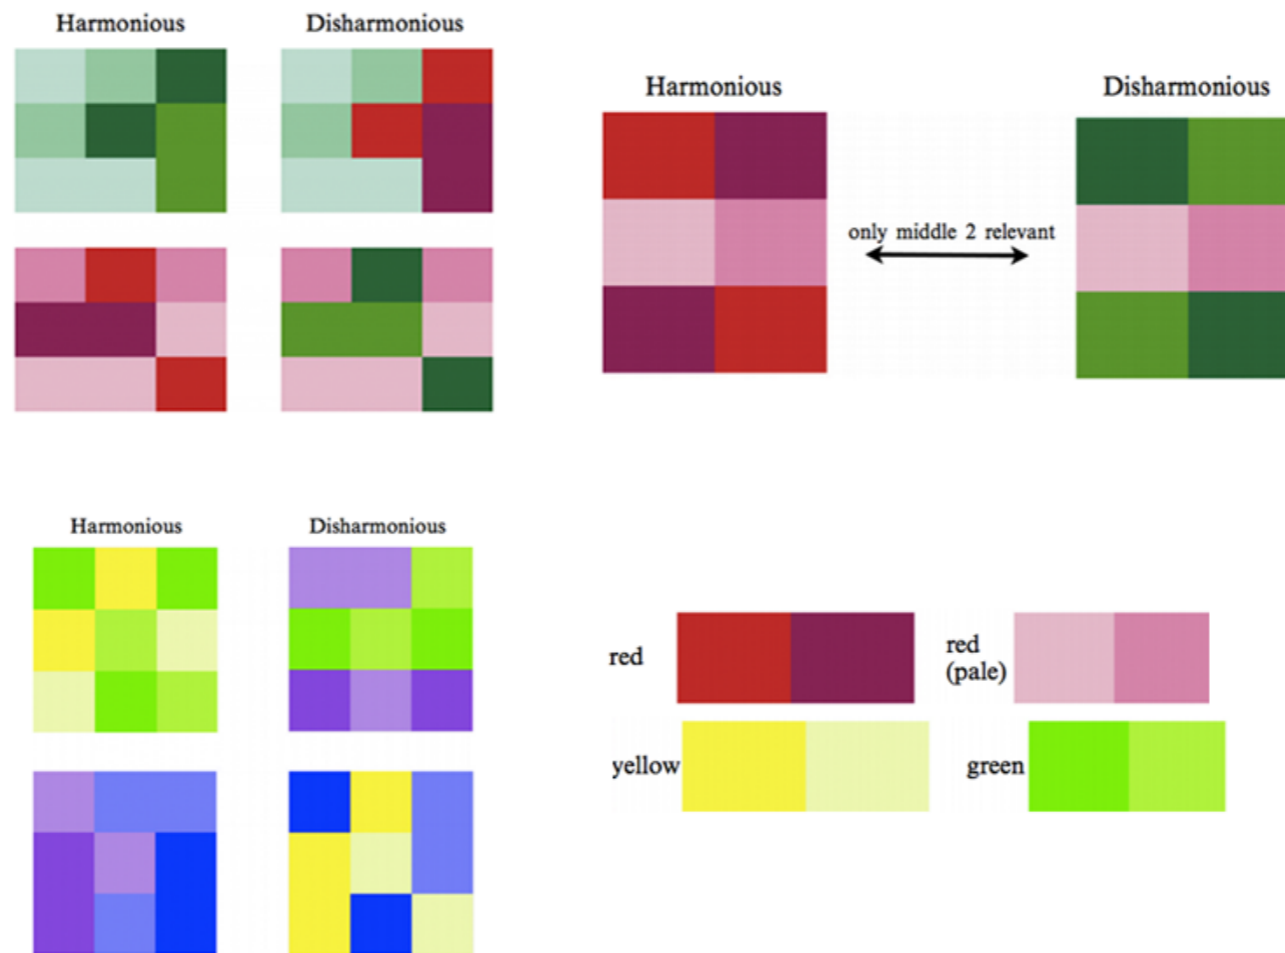 Harmonious
Disharmonious
Harmonious
Disharmonious
only middle 2 relevant
Harmonious
Disharmonious
red
red
(pale)
yellow
green